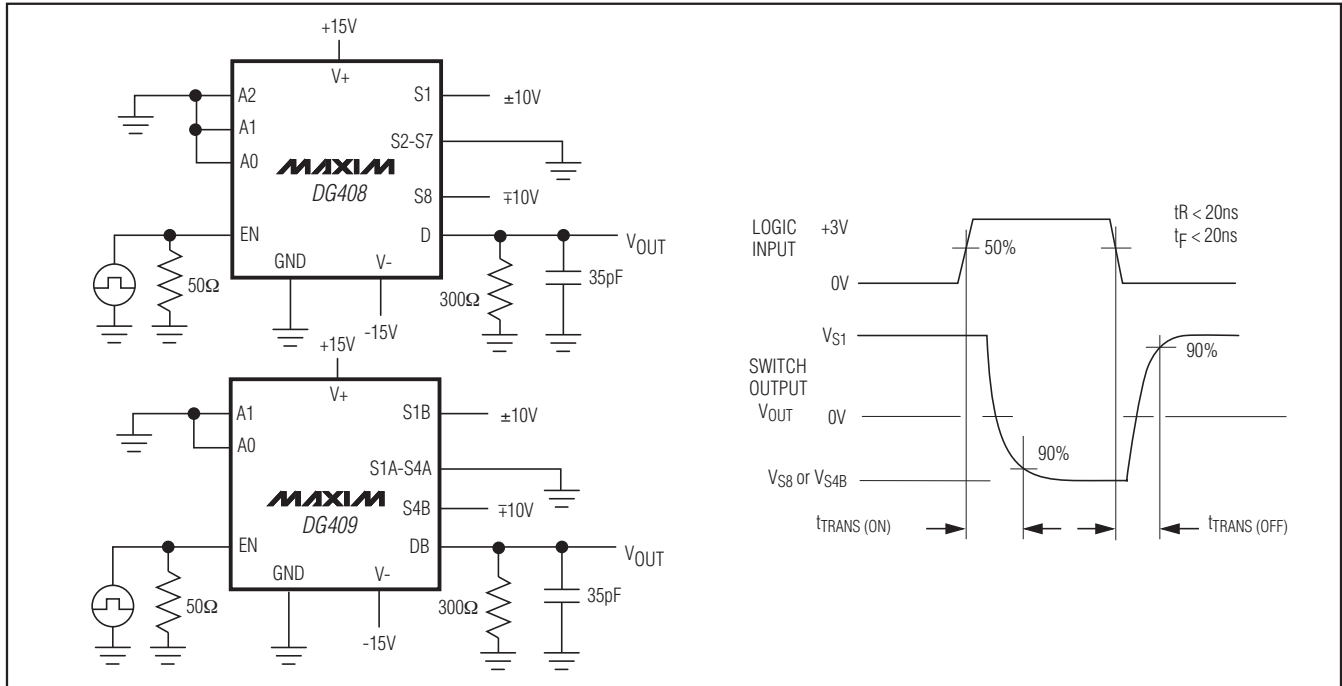 +15V
V+
A2
A1
A0
EN
S1
±10V
S2-S7
S8
∓10V
D
VOUT
MAXIM
DG408
GND
V-
50Ω
300Ω
35pF
-15V
+15V
V+
A1
A0
EN
S1B
±10V
S1A-S4A
S4B
∓10V
DB
VOUT
MAXIM
DG409
GND
V-
50Ω
300Ω
35pF
-15V
LOGIC
INPUT
+3V
50%
0V
tR < 20ns
tF < 20ns
VS1
SWITCH
OUTPUT
VOUT
0V
90%
90%
VS8 or VS4B
tTRANS (ON)
tTRANS (OFF)